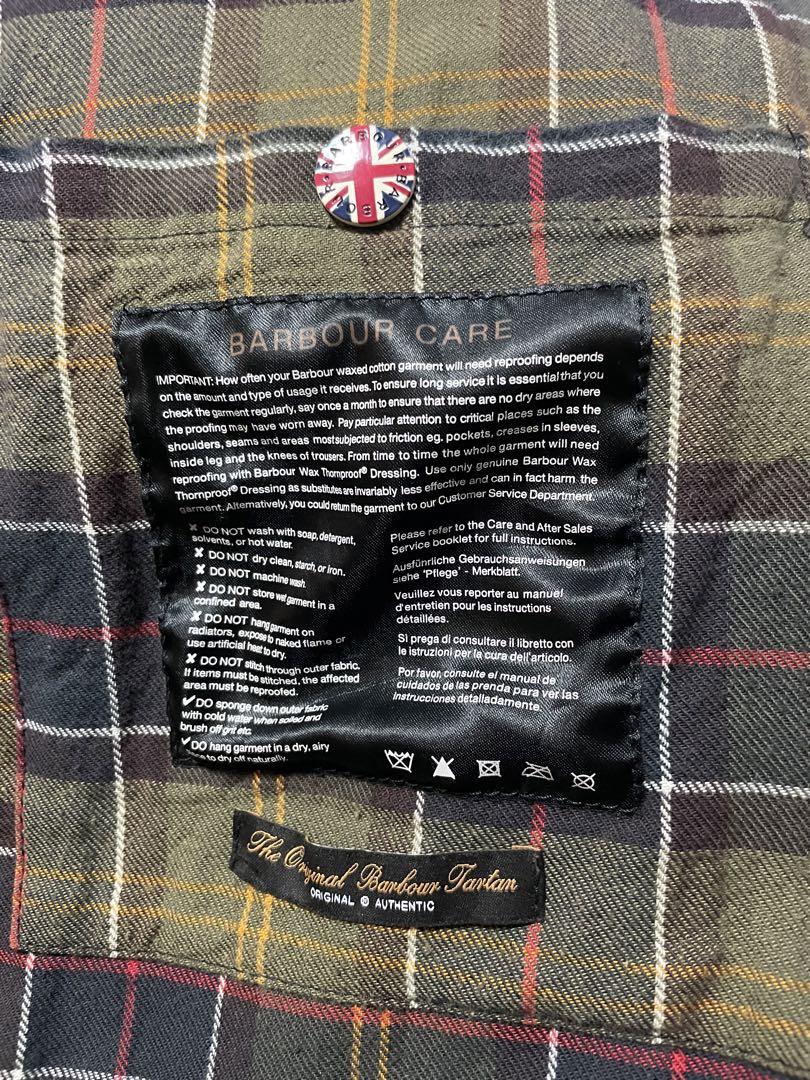 BARBOUR · BARBOUR
BARBOUR CARE
IMPORTANT: How often your Barbour waxed cotton garment will need reproofing depends
on the amount and type of usage it receives. To ensure long service it is essential that you
check the garment regularly, say once a month to ensure that there are no dry areas where
the proofing may have worn away. Pay particular attention to critical places such as the
shoulders, seams and areas most subjected to friction eg. pockets, creases in sleeves,
inside leg and the knees of trousers. From time to time the whole garment will need
reproofing with Barbour Wax Thornproof® Dressing. Use only genuine Barbour Wax
Thornproof® Dressing as substitutes are invariably less effective and can in fact harm the
garment. Alternatively, you could return the garment to our Customer Service Department.
✘ DO NOT wash with soap, detergent,
solvents, or hot water.
✘ DO NOT dry clean, starch, or iron.
✘ DO NOT machine wash.
✘ DO NOT store wet garment in a
confined area.
✘ DO NOT hang garment on
radiators, expose to naked flame or
use artificial heat to dry.
✘ DO NOT stitch through outer fabric.
If items must be stitched, the affected
area must be reproofed.
✔DO sponge down outer fabric
with cold water when soiled and
brush off grit etc.
✔DO hang garment in a dry, airy
to dry off naturally.
Please refer to the Care and After Sales
Service booklet for full instructions.
Ausführliche Gebrauchsanweisungen
siehe 'Pflege' - Merkblatt.
Veuillez vous reporter au manuel
d'entretien pour les instructions
détaillées.
Si prega di consultare il libretto con
le istruzioni per la cura dell'articolo.
Por favor, consulte el manual de
cuidados de las prenda para ver las
instrucciones detalladamente.
The Original Barbour Tartan
ORIGINAL ® AUTHENTIC